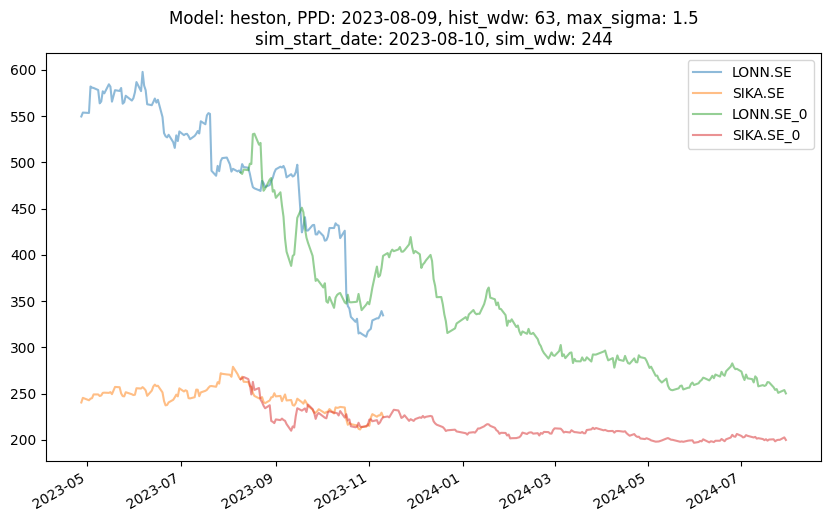 Model: heston, PPD: 2023-08-09, hist_wdw: 63, max_sigma: 1.5
sim_start_date: 2023-08-10, sim_wdw: 244
LONN.SE
SIKA.SE
LONN.SE_0
SIKA.SE_0
600
550
500
450
400
350
300
250
200
2023-05
2023-07
2023-09
2023-11
2024-01
2024-03
2024-05
2024-07